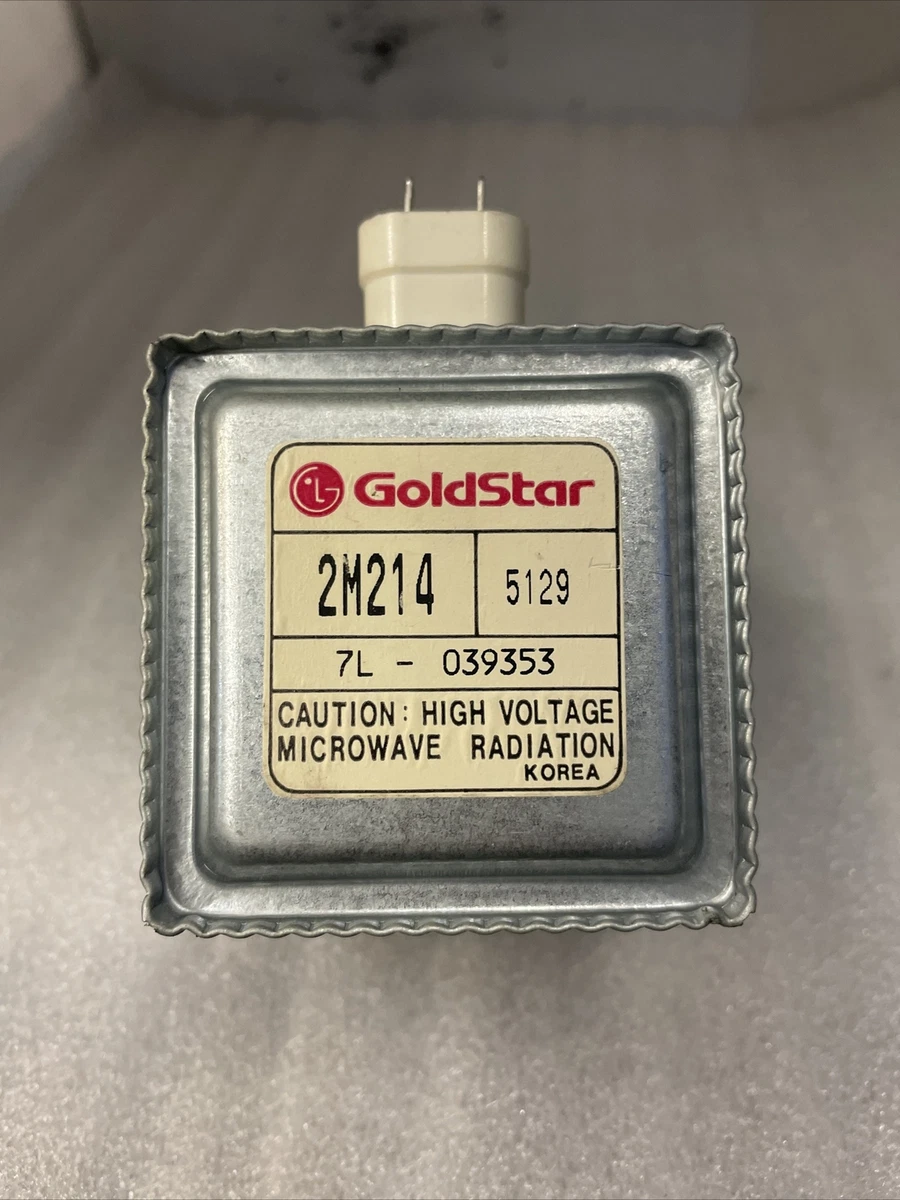 LG GoldStar
2M214 5129
7L - 039353
CAUTION: HIGH VOLTAGE
MICROWAVE RADIATION
KOREA